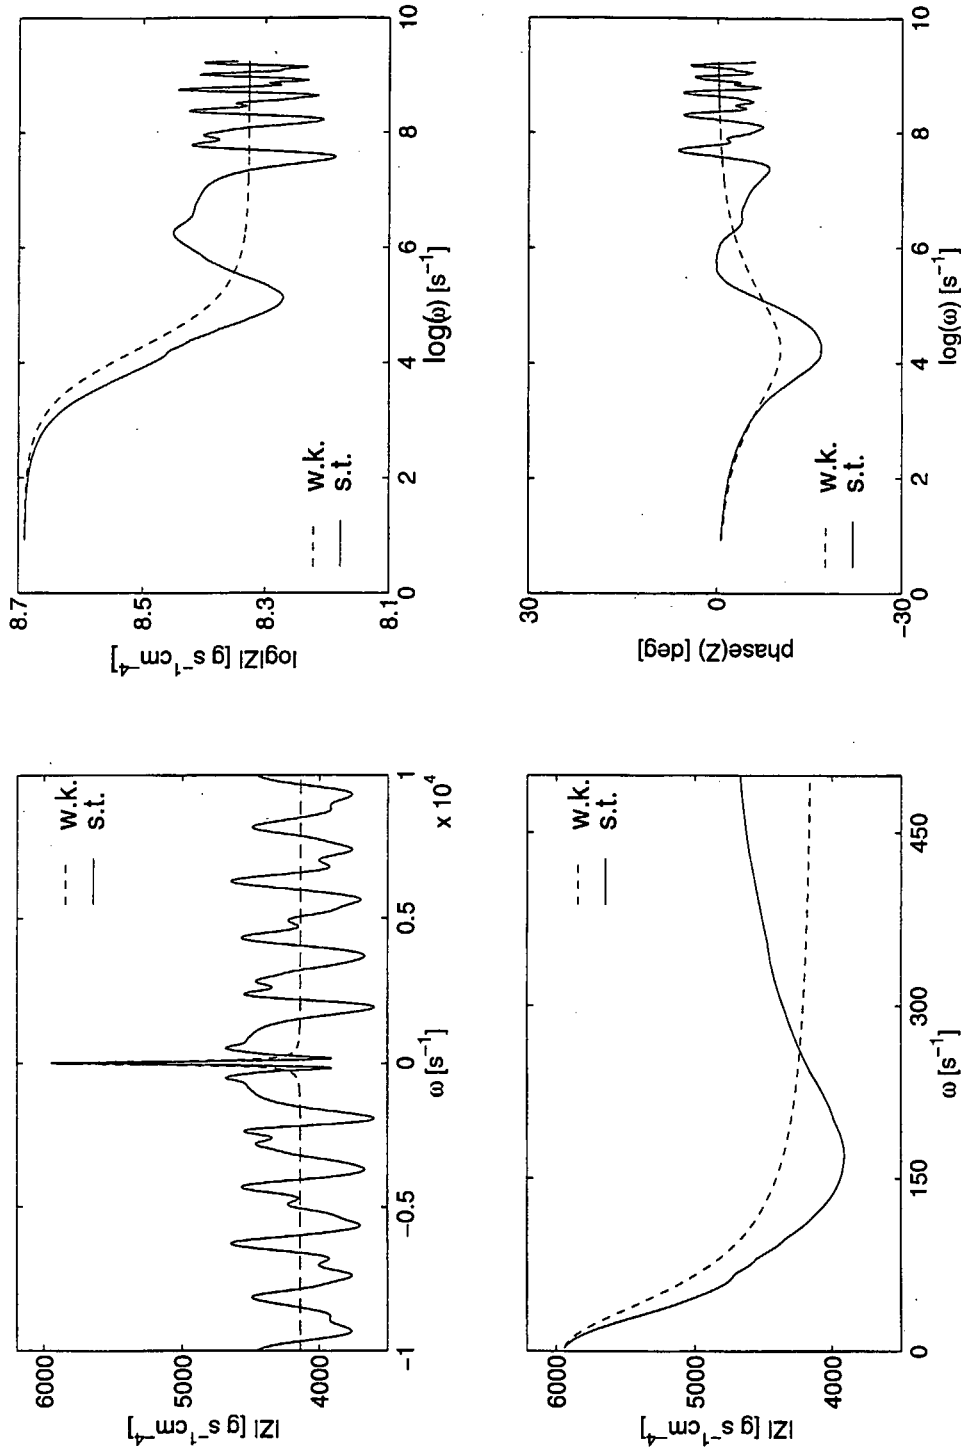 |Z| [g s⁻¹cm⁻⁴]
6000
5000
4000
w.k.
s.t.
−1
−0.5
0
0.5
1
x 10⁴
ω [s⁻¹]
log|Z| [g s⁻¹cm⁻⁴]
8.7
8.5
8.3
8.1
w.k.
s.t.
0
2
4
6
8
10
log(ω) [s⁻¹]
|Z| [g s⁻¹cm⁻⁴]
6000
5000
4000
w.k.
s.t.
0
150
300
450
ω [s⁻¹]
phase(Z) [deg]
30
0
−30
w.k.
s.t.
0
2
4
6
8
10
log(ω) [s⁻¹]